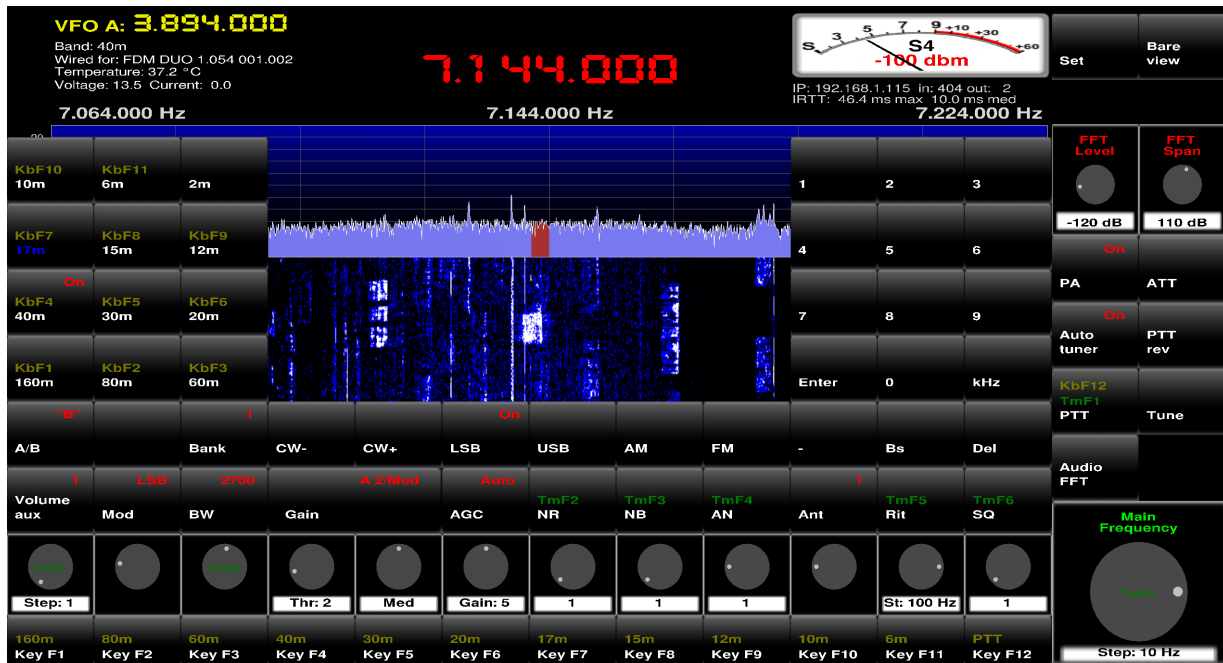 VFO A: 3.894.000
Band: 40m
Wired for: FDM DUO 1.054 001.002
Temperature: 37.2 °C
Voltage: 13.5 Current: 0.0
7.144.000
S 3 5 7 9 +10 +30 +60
S4
-100 dbm
IP: 192.168.1.115 in: 404 out: 2
IRTT: 46.4 ms max 10.0 ms med
Set
Bare
view
7.064.000 Hz 7.144.000 Hz 7.224.000 Hz
KbF10 KbF11
10m 6m 2m 1 2 3
FFT FFT
Level Span
-120 dB 110 dB
KbF7 KbF8 KbF9
17m 15m 12m 4 5 6
On
PA ATT
On
KbF4 KbF5 KbF6
40m 30m 20m 7 8 9
On
Auto PTT
tuner rev
KbF1 KbF2 KbF3
160m 80m 60m Enter 0 kHz
KbF12
TmF1
PTT Tune
"B" 1 On
A/B Bank CW- CW+ LSB USB AM FM - Bs Del
Audio
FFT
1 LSB 2700 A 2/Med Auto 1
Volume TmF2 TmF3 TmF4 TmF5 TmF6
aux Mod BW Gain AGC NR NB AN Ant Rit SQ
Main
Frequency
Step: 1 Thr: 2 Med Gain: 5 1 1 1 St: 100 Hz 1
160m 80m 60m 40m 30m 20m 17m 15m 12m 10m 6m PTT
Key F1 Key F2 Key F3 Key F4 Key F5 Key F6 Key F7 Key F8 Key F9 Key F10 Key F11 Key F12
Step: 10 Hz